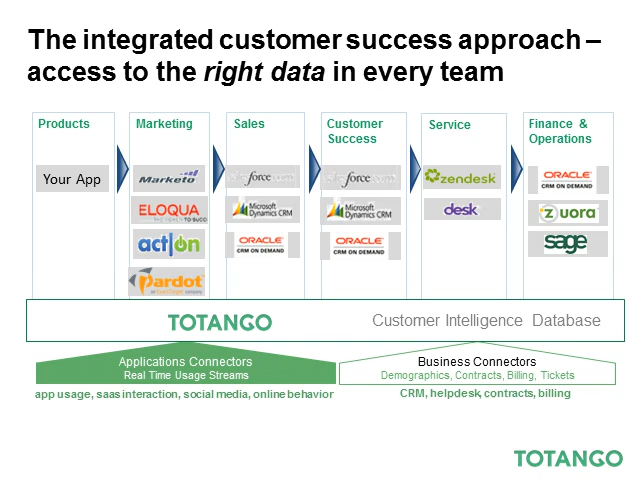 The integrated customer success approach –
access to the right data in every team
Products
Marketing
Sales
Customer
Success
Service
Finance &
Operations
Your App
Marketo
ELOQUA
act|on
pardot
salesforce.com
Microsoft
Dynamics CRM
ORACLE
CRM ON DEMAND
salesforce.com
Microsoft
Dynamics CRM
ORACLE
CRM ON DEMAND
zendesk
desk
ORACLE
CRM ON DEMAND
zuora
sage
TOTANGO
Customer Intelligence Database
Applications Connectors
Real Time Usage Streams
app usage, saas interaction, social media, online behavior
Business Connectors
Demographics, Contracts, Billing, Tickets
CRM, helpdesk, contracts, billing
TOTANGO